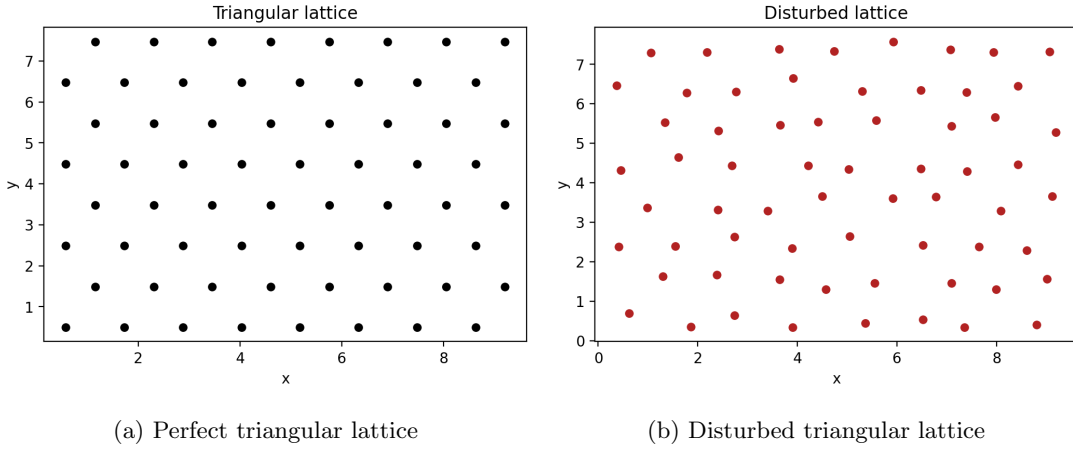 Triangular lattice
7
6
5
4
3
2
1
y
2 4 6 8
x
Disturbed lattice
7
6
5
4
3
2
1
0
y
0 2 4 6 8
x
(a) Perfect triangular lattice
(b) Disturbed triangular lattice